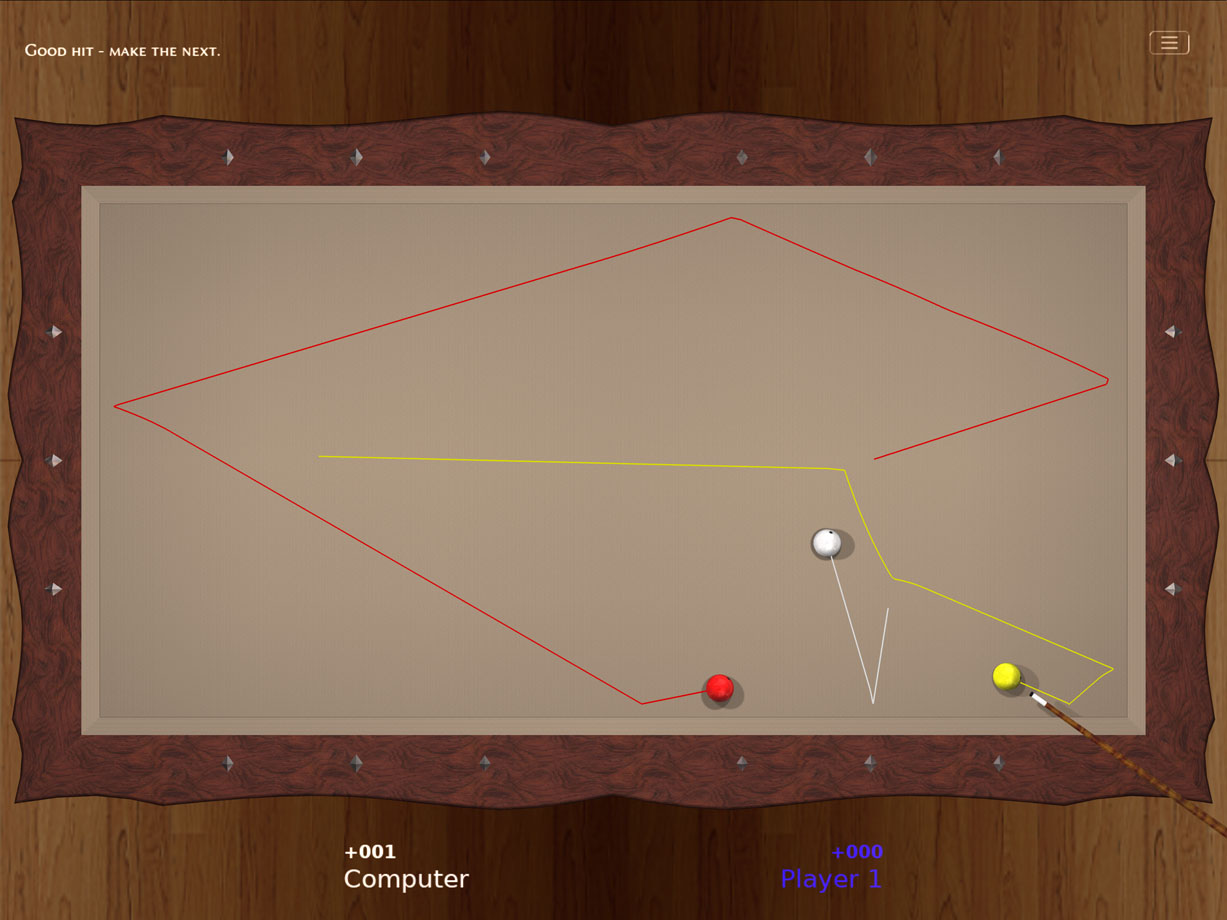 Good hit - make the next.
+001
Computer
+000
Player 1